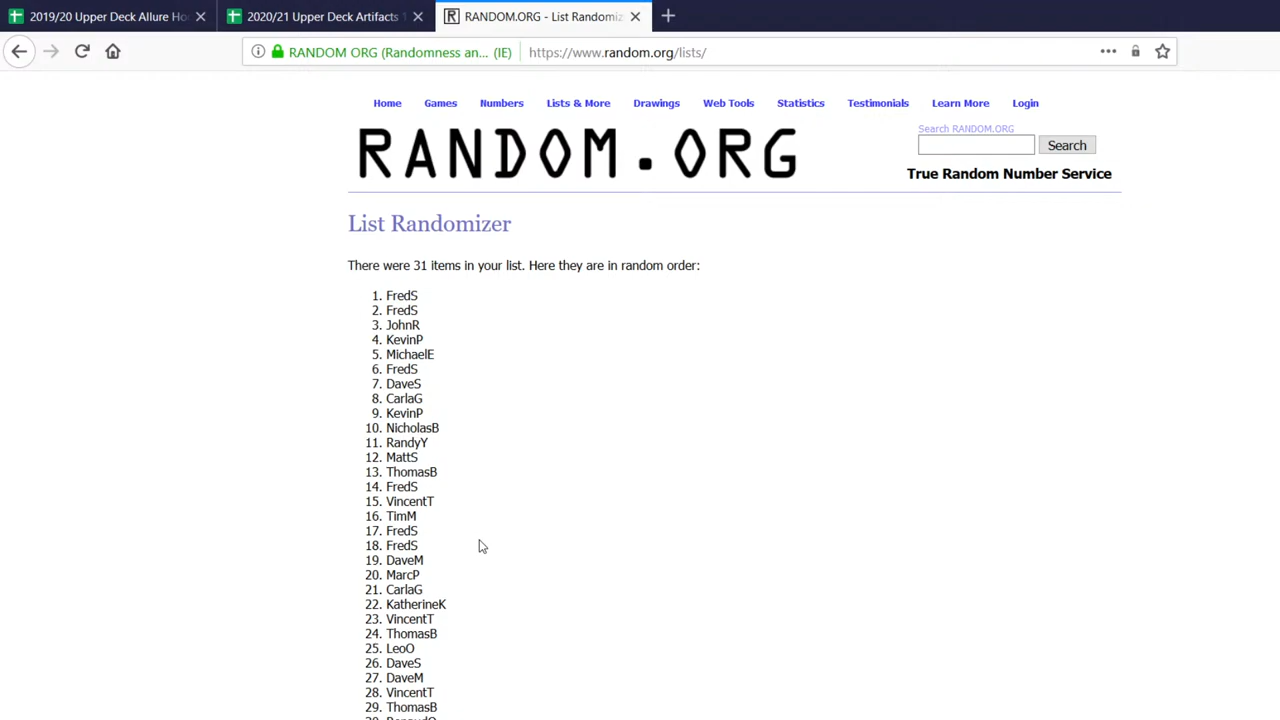 2019/20 Upper Deck Allure Ho
2020/21 Upper Deck Artifacts
RANDOM.ORG - List Randomiz
RANDOM ORG (Randomness an... (IE)
https://www.random.org/lists/
Home Games Numbers Lists & More Drawings Web Tools Statistics Testimonials Learn More Login
RANDOM.ORG
Search RANDOM.ORG
Search
True Random Number Service
List Randomizer
There were 31 items in your list. Here they are in random order:
1. FredS
2. FredS
3. JohnR
4. KevinP
5. MichaelE
6. FredS
7. DaveS
8. CarlaG
9. KevinP
10. NicholasB
11. RandyY
12. MattS
13. ThomasB
14. FredS
15. VincentT
16. TimM
17. FredS
18. FredS
19. DaveM
20. MarcP
21. CarlaG
22. KatherineK
23. VincentT
24. ThomasB
25. LeoO
26. DaveS
27. DaveM
28. VincentT
29. ThomasB